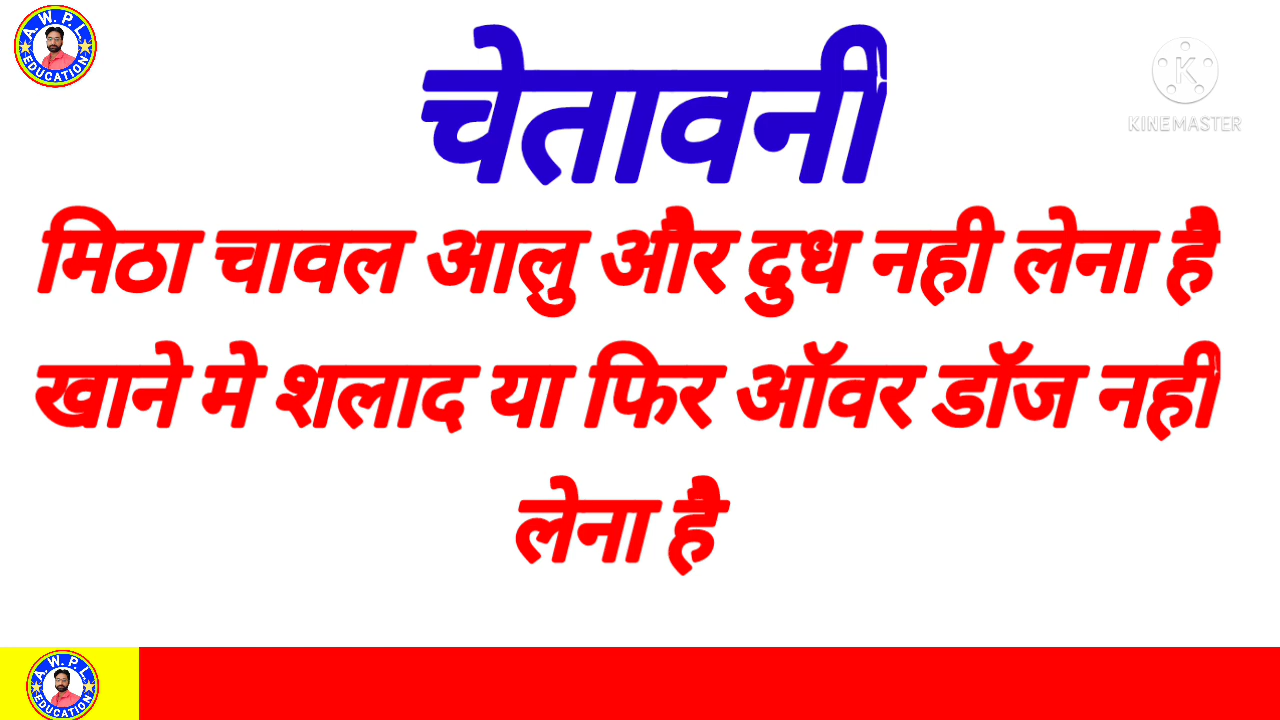 A. W. P. L.
EDUCATION
चेतावनी
KINEMASTER
मिठा चावल आलु और दुध नही लेना है
खाने मे शलाद या फिर ऑवर डॉज नही
लेना है
A. W. P. L.
EDUCATION